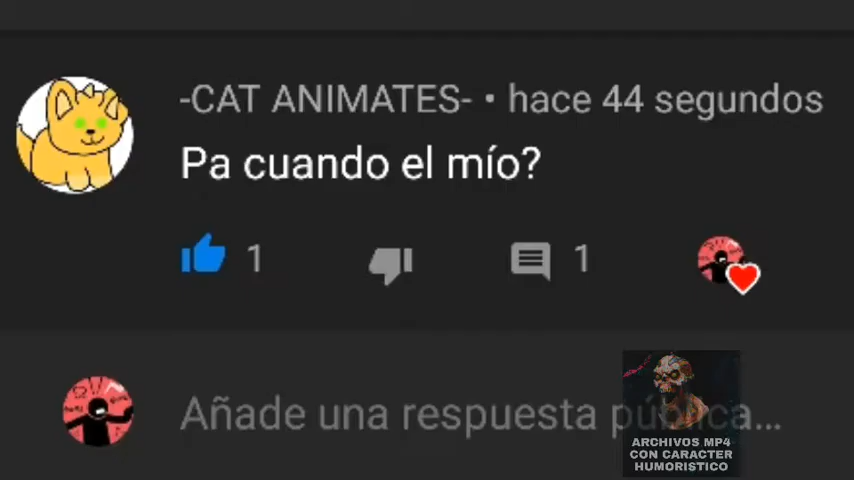 -CAT ANIMATES- • hace 44 segundos
Pa cuando el mío?
1
1
Añade una respuesta pública...
ARCHIVOS MP4
CON CARACTER
HUMORISTICO